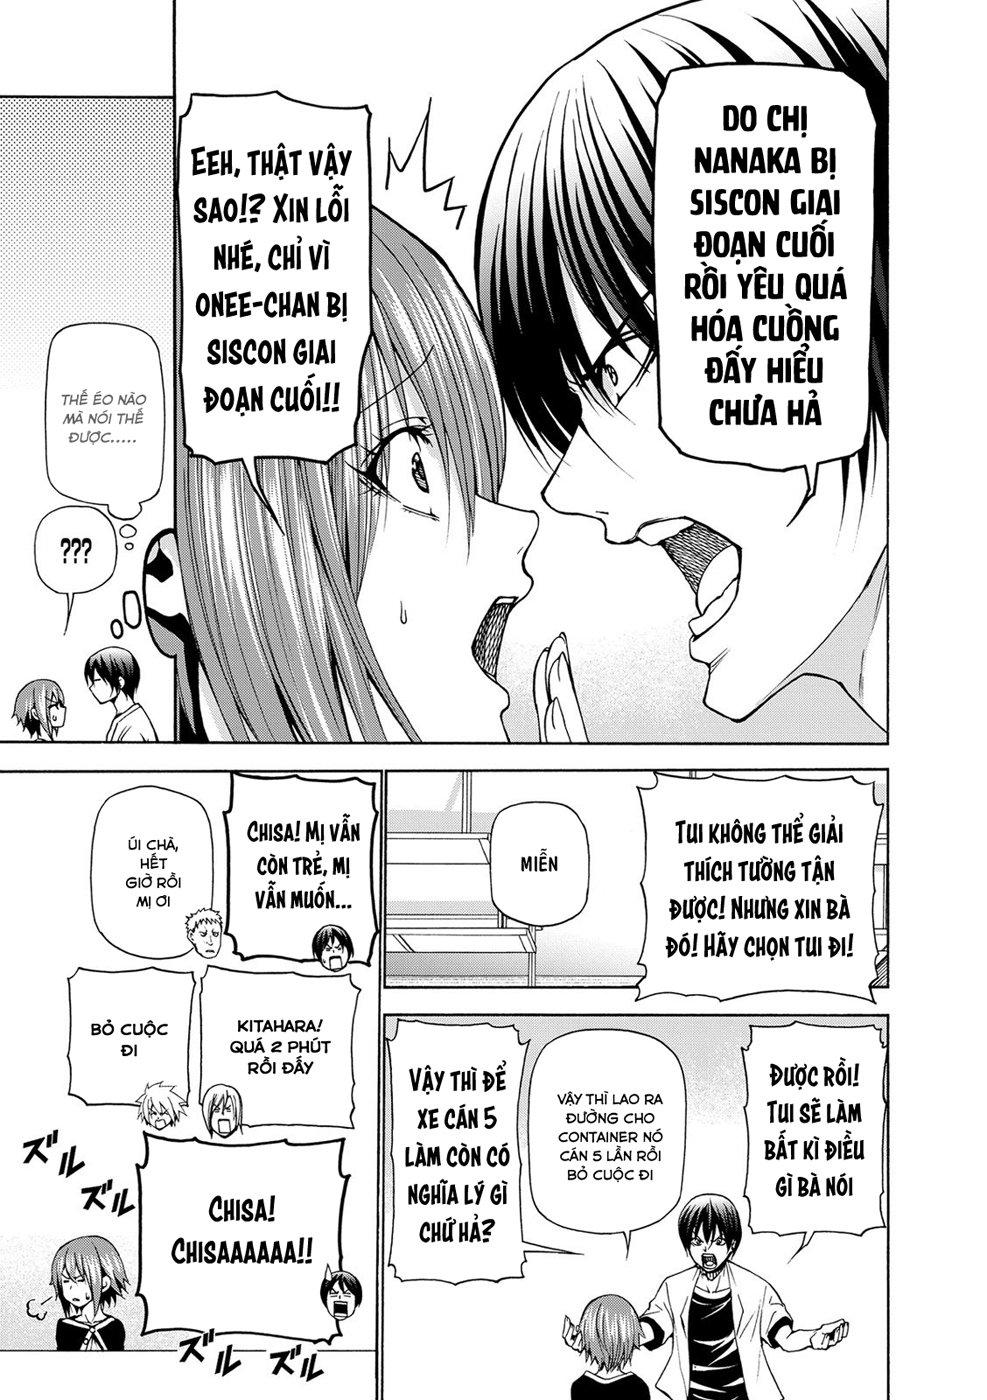 DO CHỊ
NANAKA BỊ
SISCON GIAI
ĐOẠN CUỐI
RỒI YÊU QUÁ
HÓA CUỒNG
ĐẤY HIỂU
CHƯA HẢ
EEH, THẬT VẬY
SAO!? XIN LỖI
NHÉ, CHỈ VÌ
ONEE-CHAN BỊ
SISCON GIAI
ĐOẠN CUỐI!!
THẾ ÉO NÀO
MÀ NÓI THẾ
ĐƯỢC.....
???
TUI KHÔNG THỂ GIẢI
THÍCH TƯỜNG TẬN
ĐƯỢC! NHƯNG XIN BÀ
ĐÓ! HÃY CHỌN TUI ĐI!
MIỄN
ĐƯỢC RỒI!
TUI SẼ LÀM
BẤT KÌ ĐIỀU
GÌ BÀ NÓI
VẬY THÌ LAO RA
ĐƯỜNG CHO
CONTAINER NÓ
CÁN 5 LẦN RỒI
BỎ CUỘC ĐI
VẬY THÌ ĐỂ
XE CÁN 5
LÀM CÒN CÓ
NGHĨA LÝ GÌ
CHỨ HẢ?
CHISA! MỊ VẪN
CÒN TRẺ, MỊ
VẪN MUỐN...
ÚI CHÀ,
HẾT
GIỜ RỒI
MỊ ƠI
KITAHARA!
QUÁ 2 PHÚT
RỒI ĐẤY
BỎ CUỘC
ĐI
CHISA!
CHISAAAAAA!!
ズル
ズル
ズル
ズル